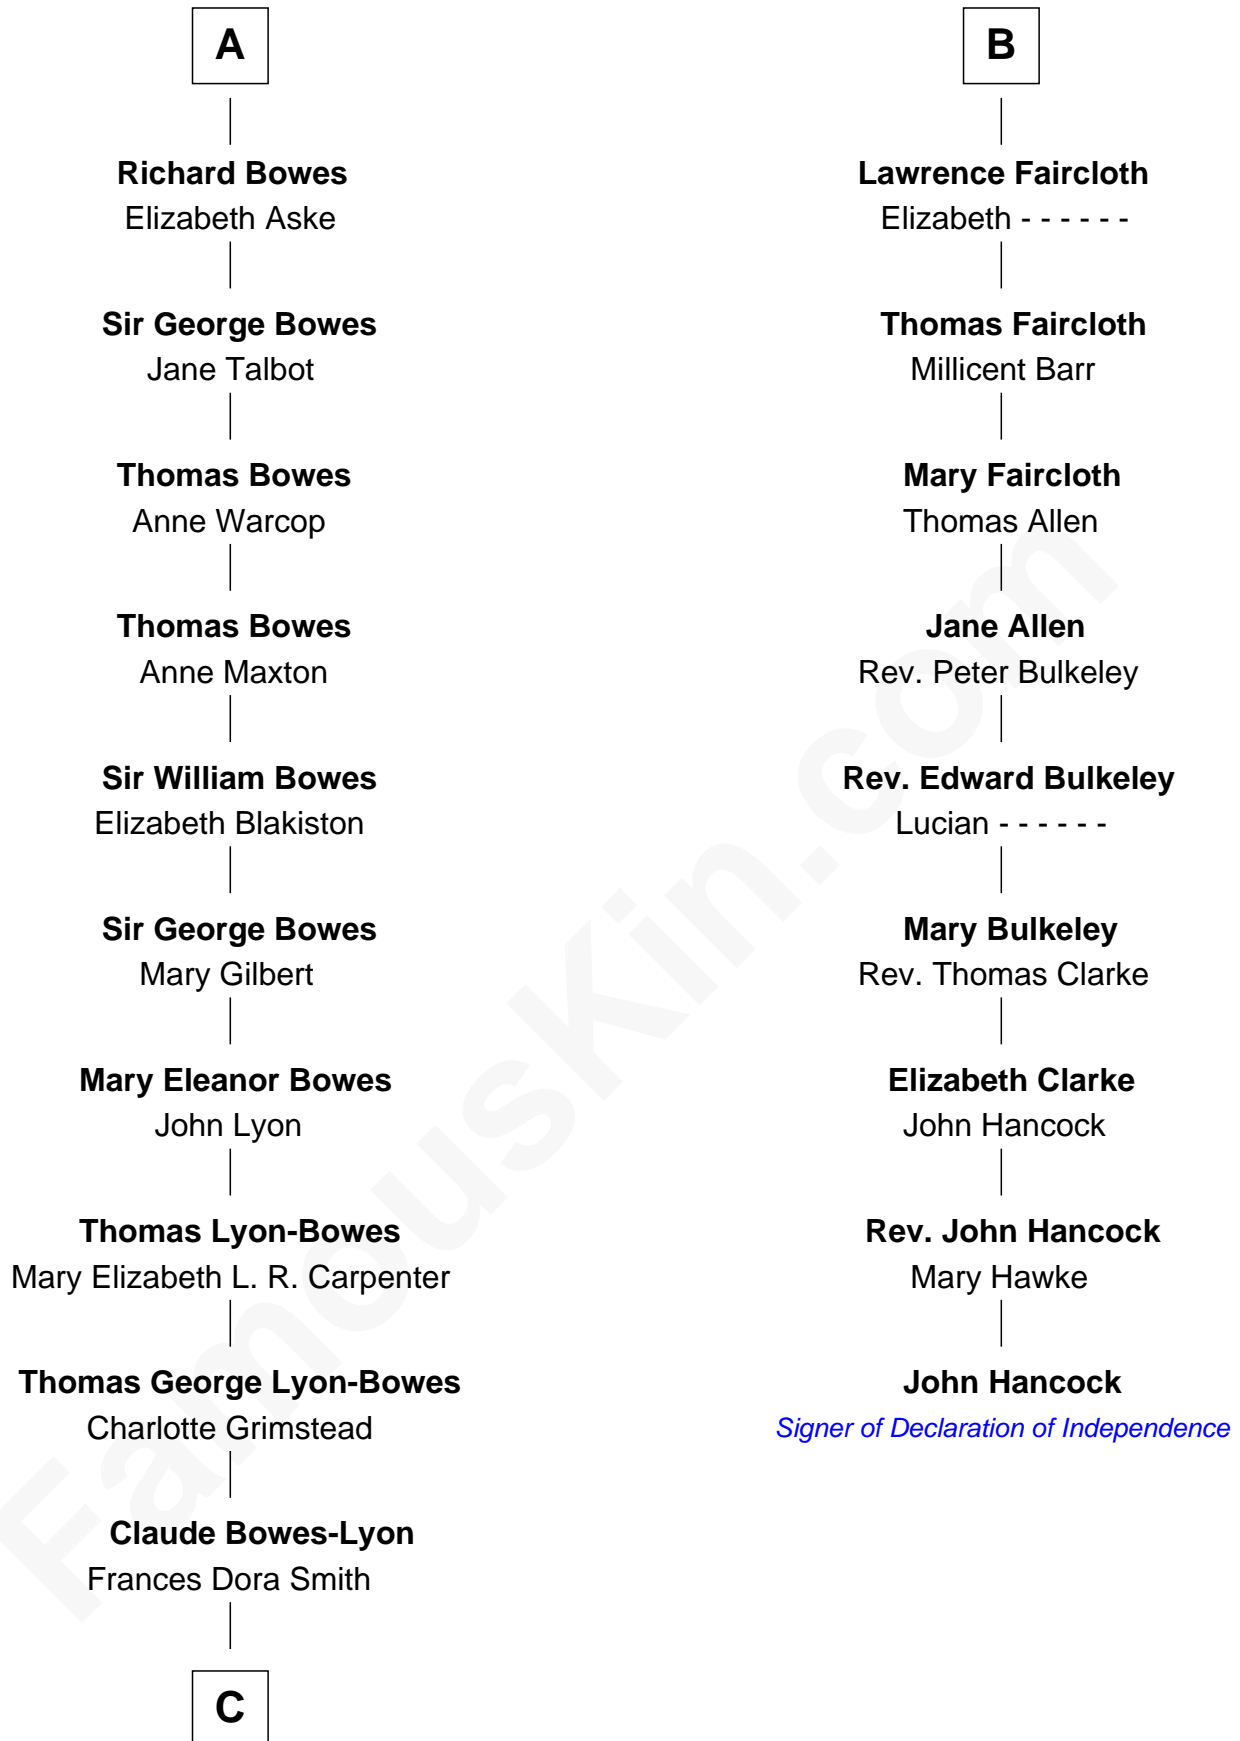 A
Richard Bowes
Elizabeth Aske
Sir George Bowes
Jane Talbot
Thomas Bowes
Anne Warcop
Thomas Bowes
Anne Maxton
Sir William Bowes
Elizabeth Blakiston
Sir George Bowes
Mary Gilbert
Mary Eleanor Bowes
John Lyon
Thomas Lyon-Bowes
Mary Elizabeth L. R. Carpenter
Thomas George Lyon-Bowes
Charlotte Grimstead
Claude Bowes-Lyon
Frances Dora Smith
C
B
Lawrence Faircloth
Elizabeth - - - - - -
Thomas Faircloth
Millicent Barr
Mary Faircloth
Thomas Allen
Jane Allen
Rev. Peter Bulkeley
Rev. Edward Bulkeley
Lucian - - - - - -
Mary Bulkeley
Rev. Thomas Clarke
Elizabeth Clarke
John Hancock
Rev. John Hancock
Mary Hawke
John Hancock
Signer of Declaration of Independence
FamousKin.com